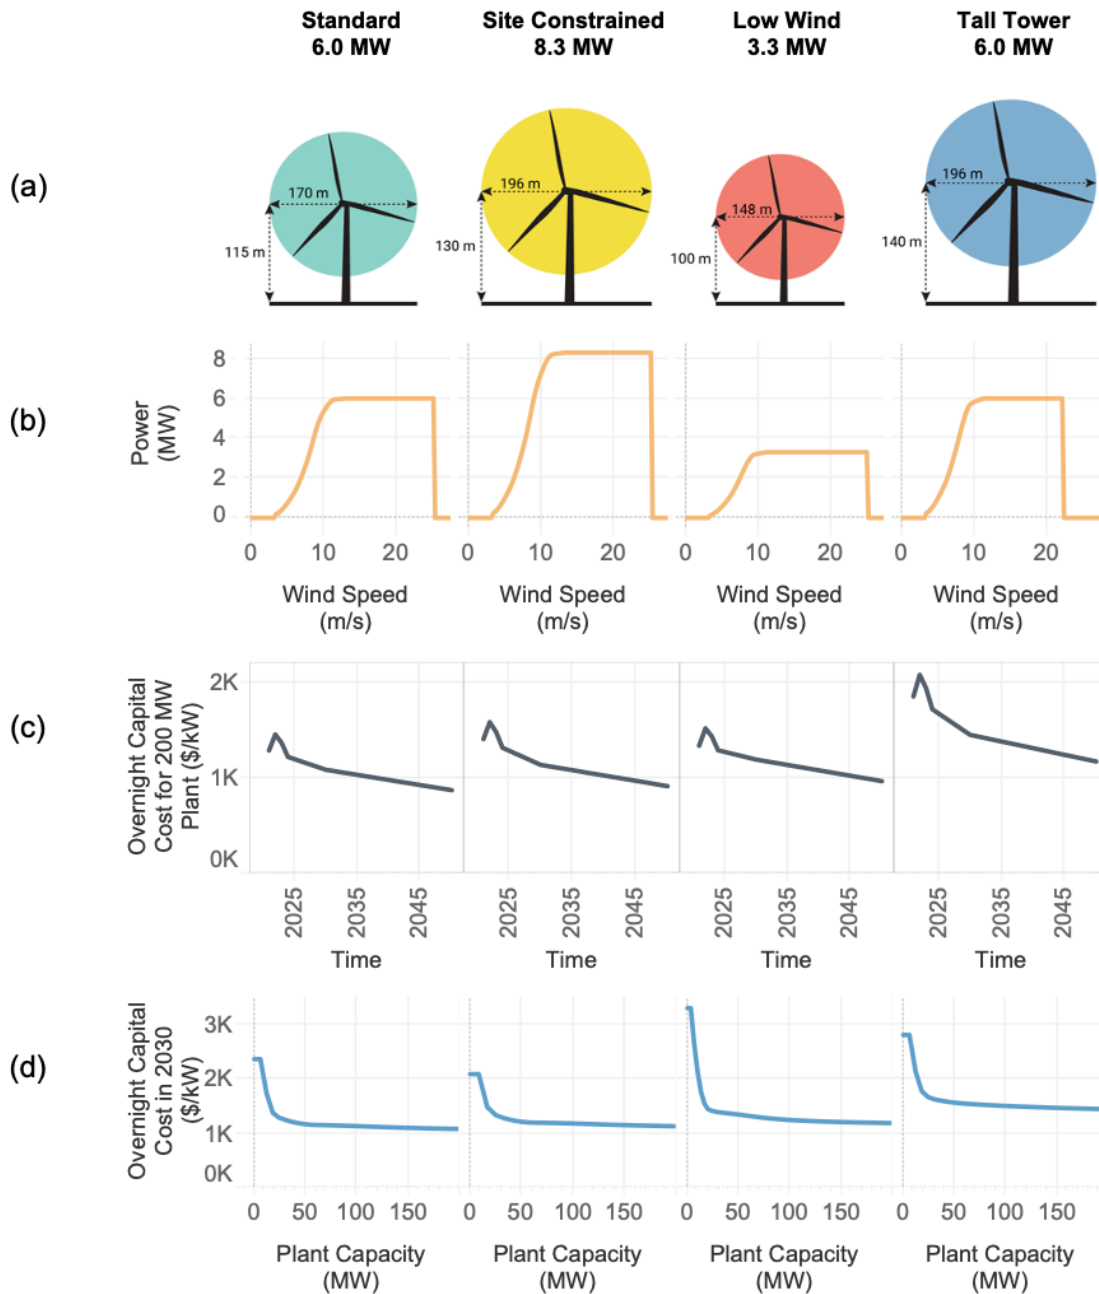 Standard
6.0 MW
Site Constrained
8.3 MW
Low Wind
3.3 MW
Tall Tower
6.0 MW
(a)
170 m
115 m
196 m
130 m
148 m
100 m
196 m
140 m
(b)
Power
(MW)
8
6
4
2
0
0 10 20
0 10 20
0 10 20
0 10 20
Wind Speed
(m/s)
Wind Speed
(m/s)
Wind Speed
(m/s)
Wind Speed
(m/s)
(c)
Overnight Capital
Cost for 200 MW
Plant ($/kW)
2K
1K
0K
2025 2035 2045
2025 2035 2045
2025 2035 2045
2025 2035 2045
Time
Time
Time
Time
(d)
Overnight Capital
Cost in 2030
($/kW)
3K
2K
1K
0K
0 50 100 150
0 50 100 150
0 50 100 150
0 50 100 150
Plant Capacity
(MW)
Plant Capacity
(MW)
Plant Capacity
(MW)
Plant Capacity
(MW)